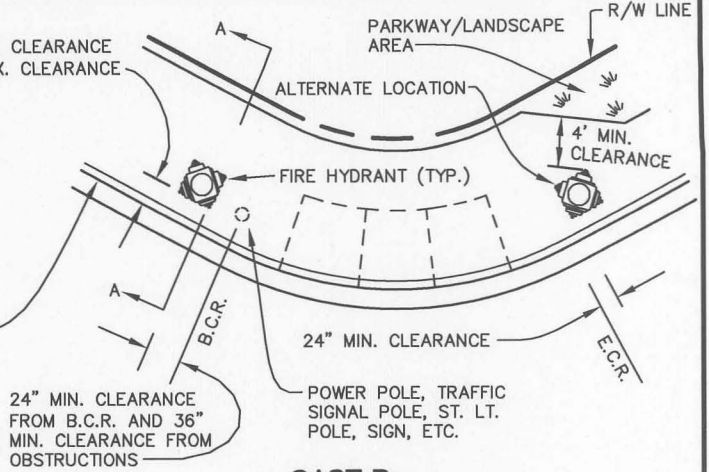 R/W LINE
PARKWAY/LANDSCAPE
AREA
A
CLEARANCE
CLEARANCE
ALTERNATE LOCATION
4' MIN.
CLEARANCE
FIRE HYDRANT (TYP.)
A
B.C.R.
24" MIN. CLEARANCE
E.C.R.
24" MIN. CLEARANCE
FROM B.C.R. AND 36"
MIN. CLEARANCE FROM
OBSTRUCTIONS
POWER POLE, TRAFFIC
SIGNAL POLE, ST. LT.
POLE, SIGN, ETC.